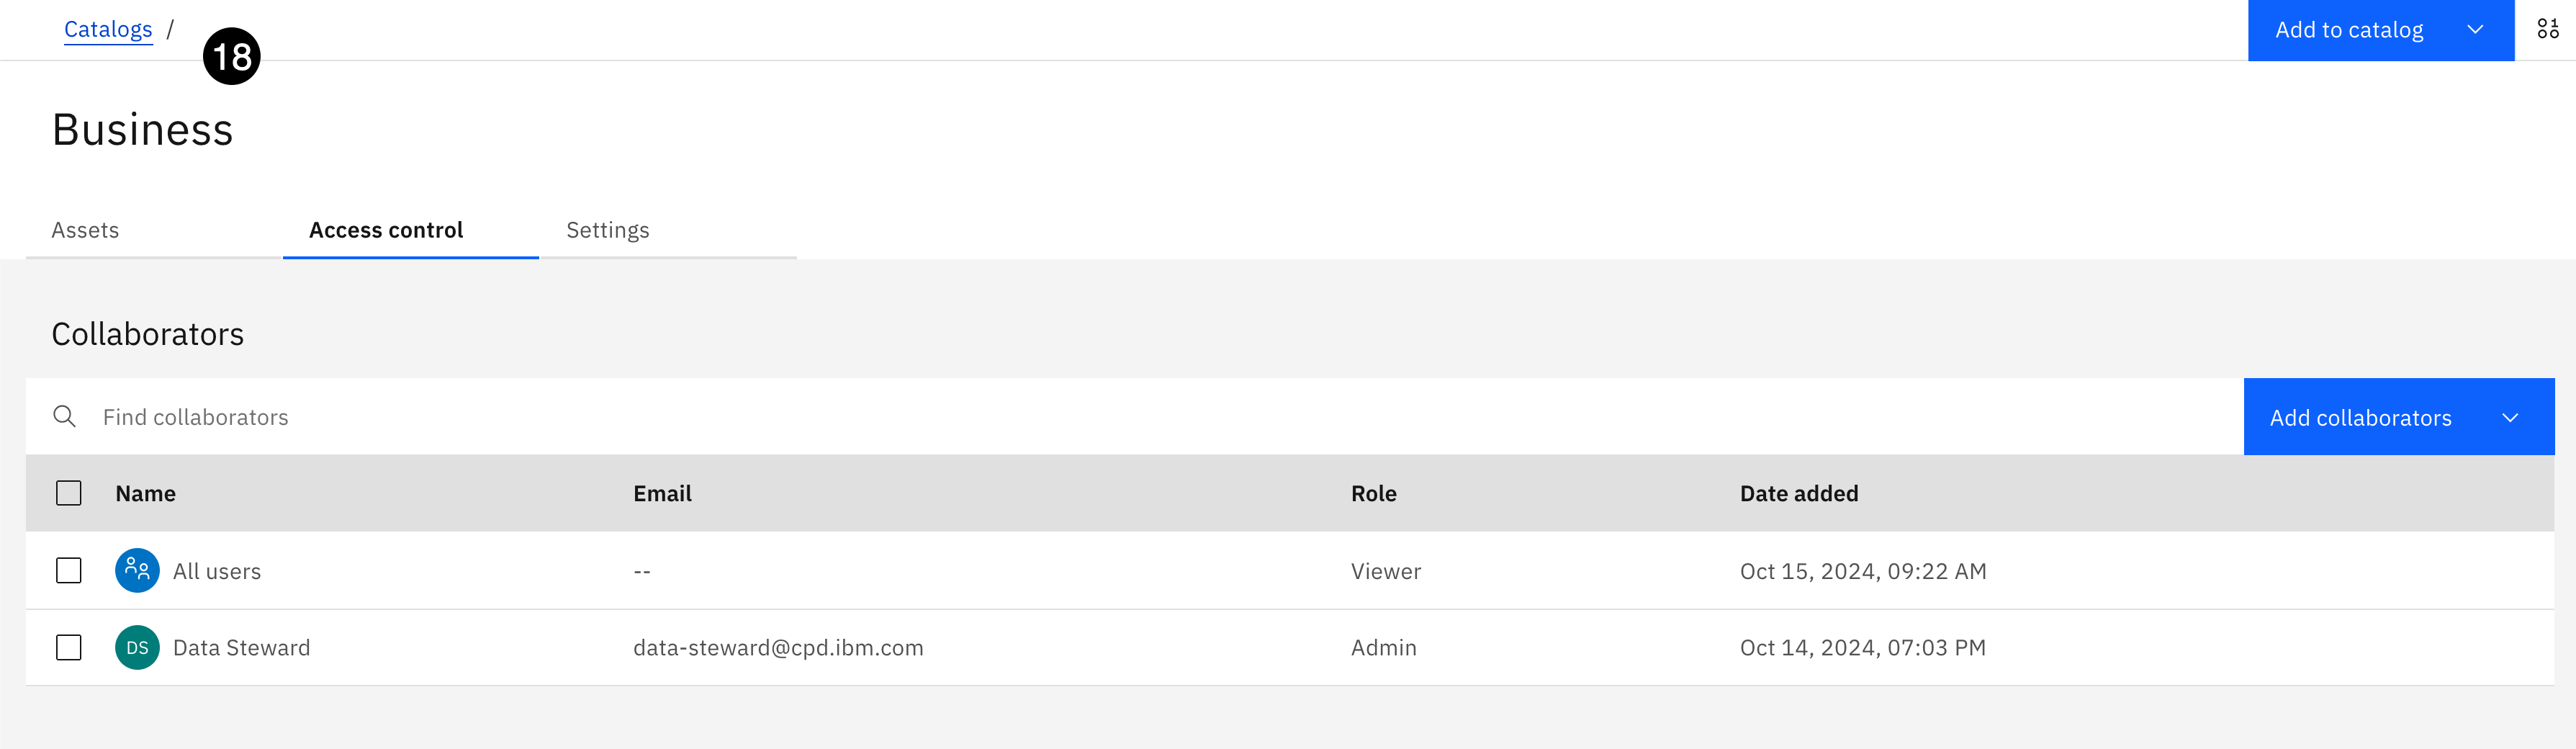 Catalogs /
18
Add to catalog
Business
Assets Access control Settings
Collaborators
Find collaborators
Add collaborators
Name Email Role Date added
All users -- Viewer Oct 15, 2024, 09:22 AM
DS Data Steward data-steward@cpd.ibm.com Admin Oct 14, 2024, 07:03 PM